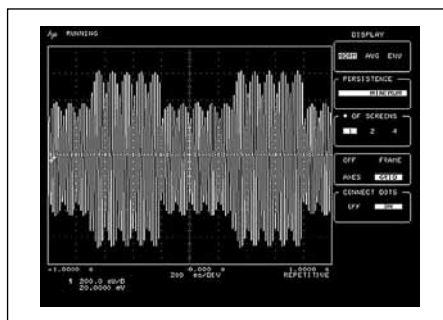 hp RUNNING
DISPLAY
NORM AVG ENV
PERSISTENCE
MINIMUM
# OF SCREENS
1 2 4
OFF FRAME
AXES GRID
CONNECT DOTS
OFF ON
-1.0000 s 0.000 s 1.0000 s
200 ms/DEV REPETITIVE
1 200.0 mV/D
20.0000 mV